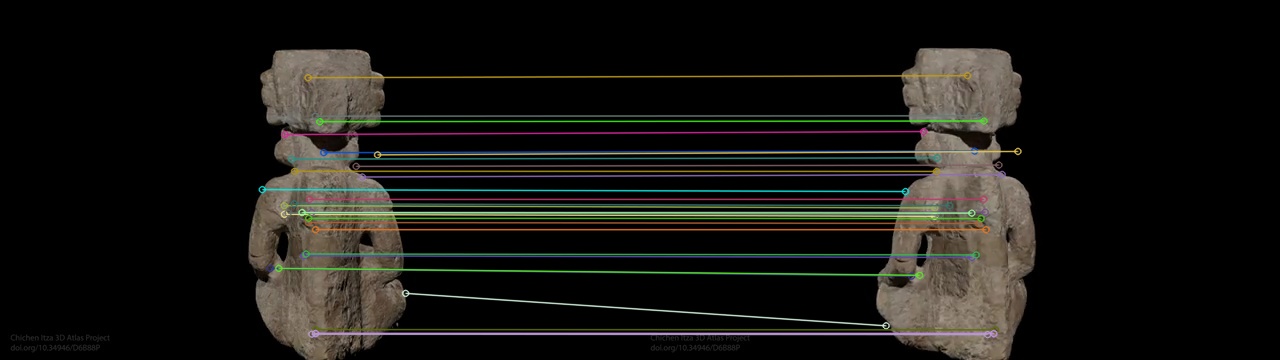 Chichen Itza 3D Atlas Project
doi.org/10.34946/D6B88P
Chichen Itza 3D Atlas Project
doi.org/10.34946/D6B88P